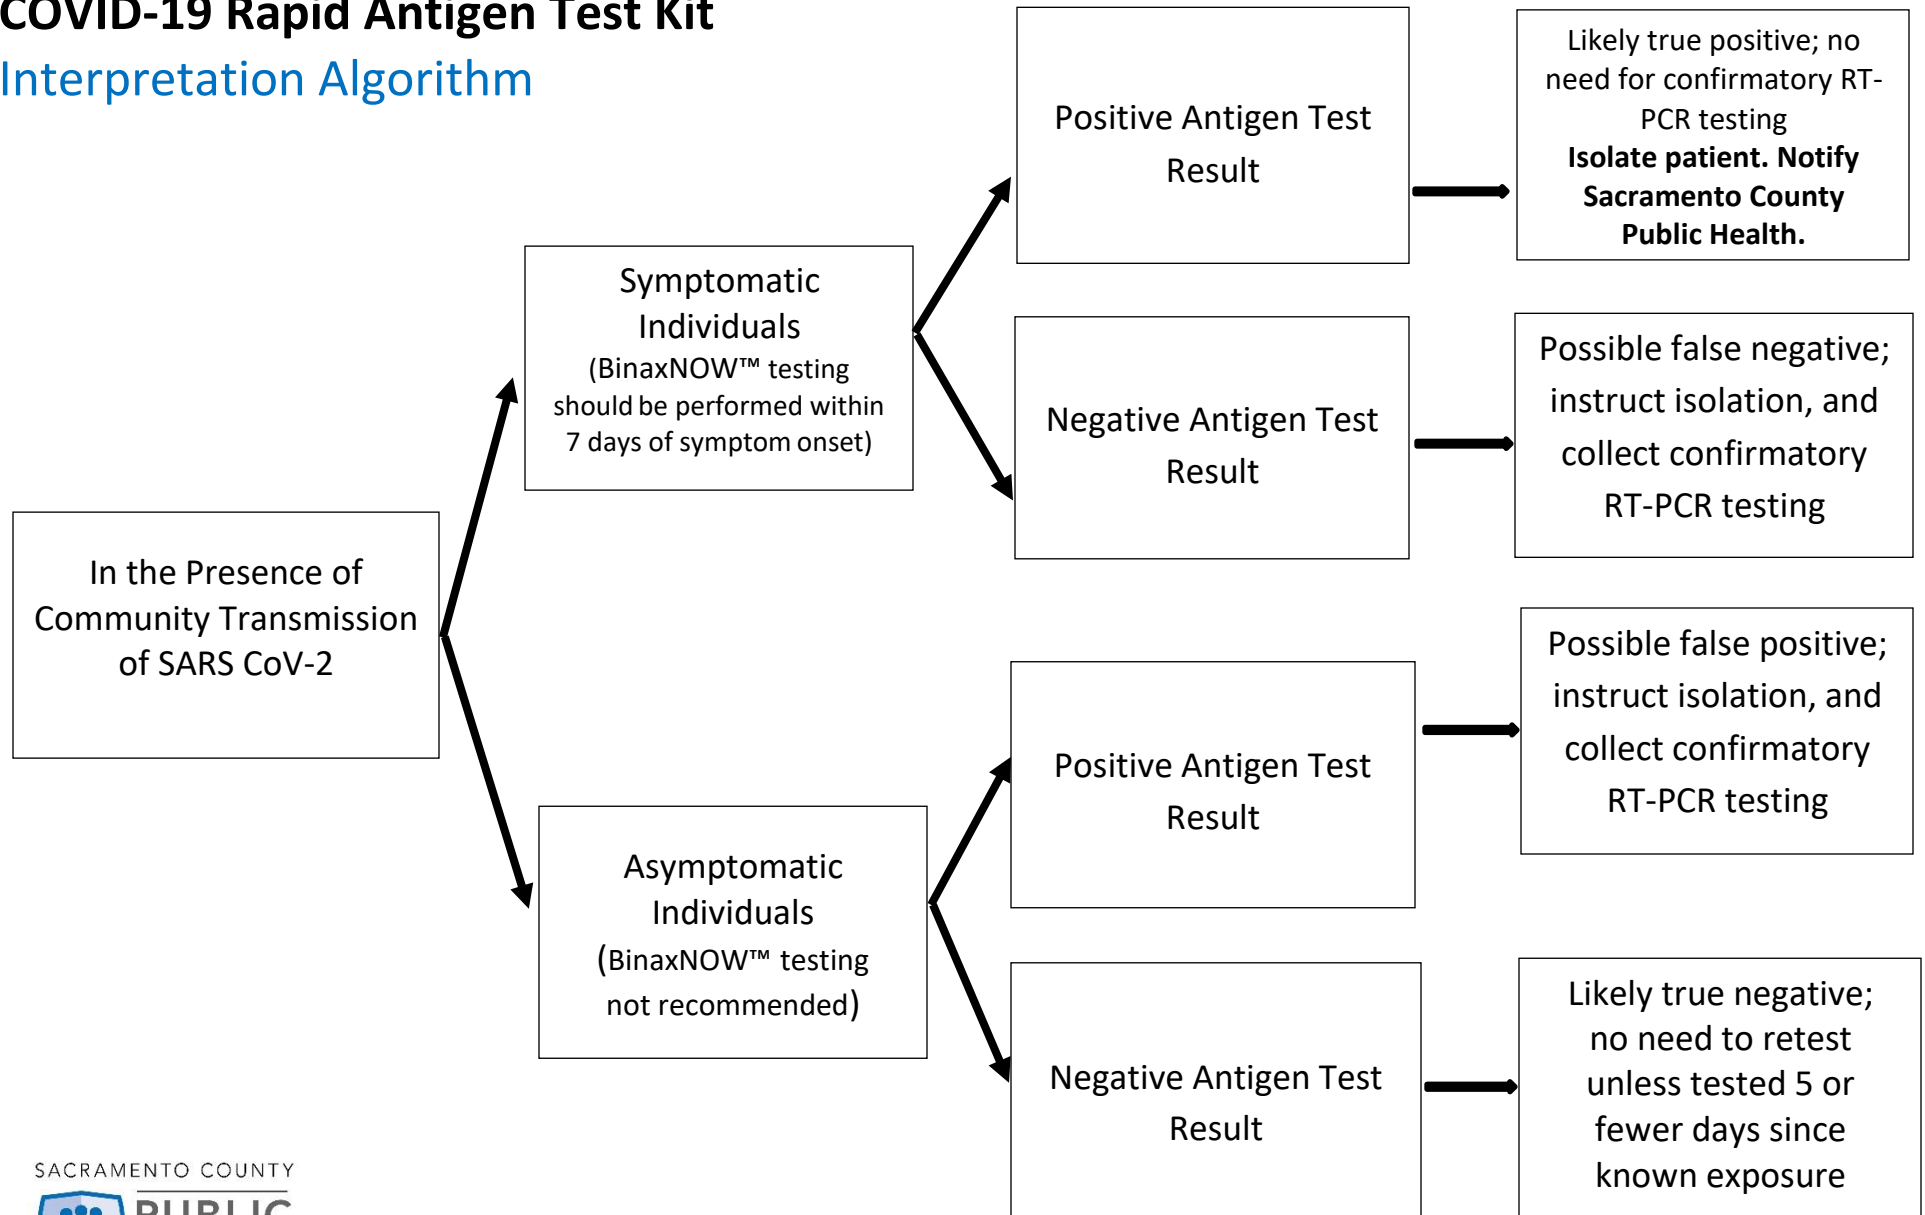 COVID-19 Rapid Antigen Test Kit
Interpretation Algorithm
In the Presence of
Community Transmission
of SARS CoV-2
Symptomatic
Individuals
(BinaxNOW™ testing
should be performed within
7 days of symptom onset)
Positive Antigen Test
Result
Likely true positive; no
need for confirmatory RT-
PCR testing
Isolate patient. Notify
Sacramento County
Public Health.
Negative Antigen Test
Result
Possible false negative;
instruct isolation, and
collect confirmatory
RT-PCR testing
Asymptomatic
Individuals
(BinaxNOW™ testing
not recommended)
Positive Antigen Test
Result
Possible false positive;
instruct isolation, and
collect confirmatory
RT-PCR testing
Negative Antigen Test
Result
Likely true negative;
no need to retest
unless tested 5 or
fewer days since
known exposure
SACRAMENTO COUNTY
PUBLIC